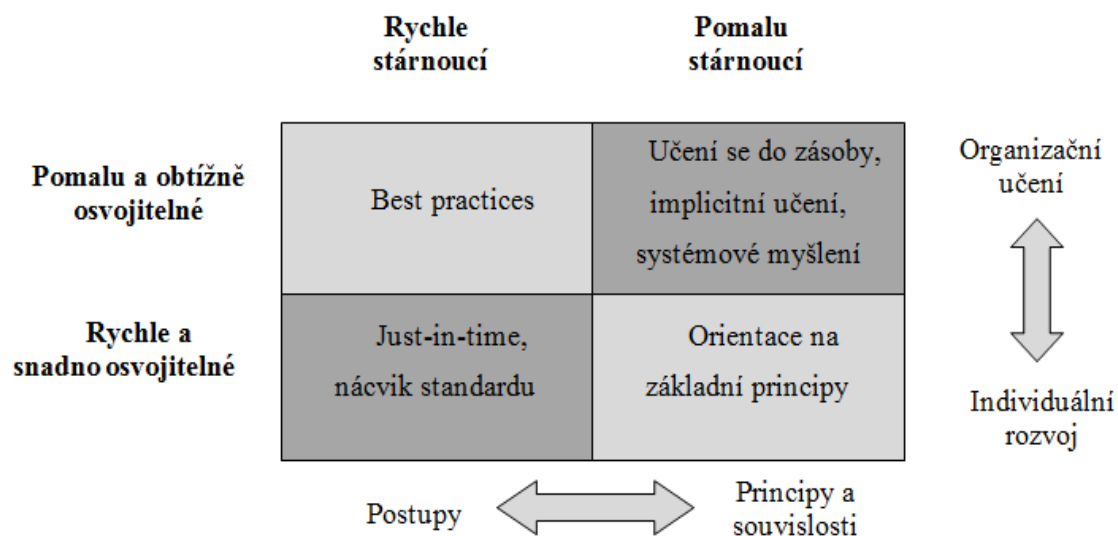 Rychle
stárnoucí
Pomalu
stárnoucí
Pomalu a obtížně
osvojitelné
Best practices
Učení se do zásoby,
implicitní učení,
systémové myšlení
Organizační
učení
Rychle a
snadno osvojitelné
Just-in-time,
nácvik standardu
Orientace na
základní principy
Individuální
rozvoj
Postupy
Principy a
souvislosti